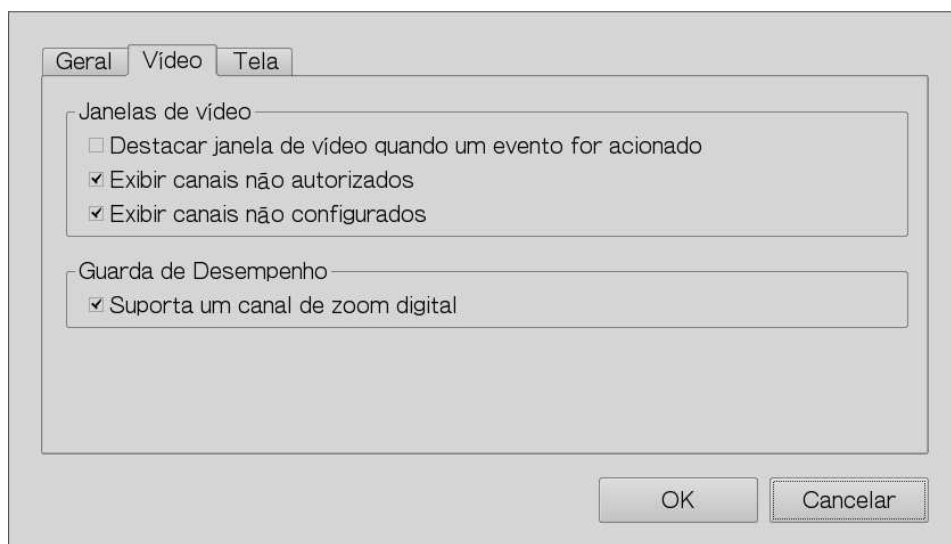 Geral Vídeo Tela
Janelas de vídeo
Destacar janela de vídeo quando um evento for acionado
Exibir canais não autorizados
Exibir canais não configurados
Guarda de Desempenho
Suporta um canal de zoom digital
OK Cancelar